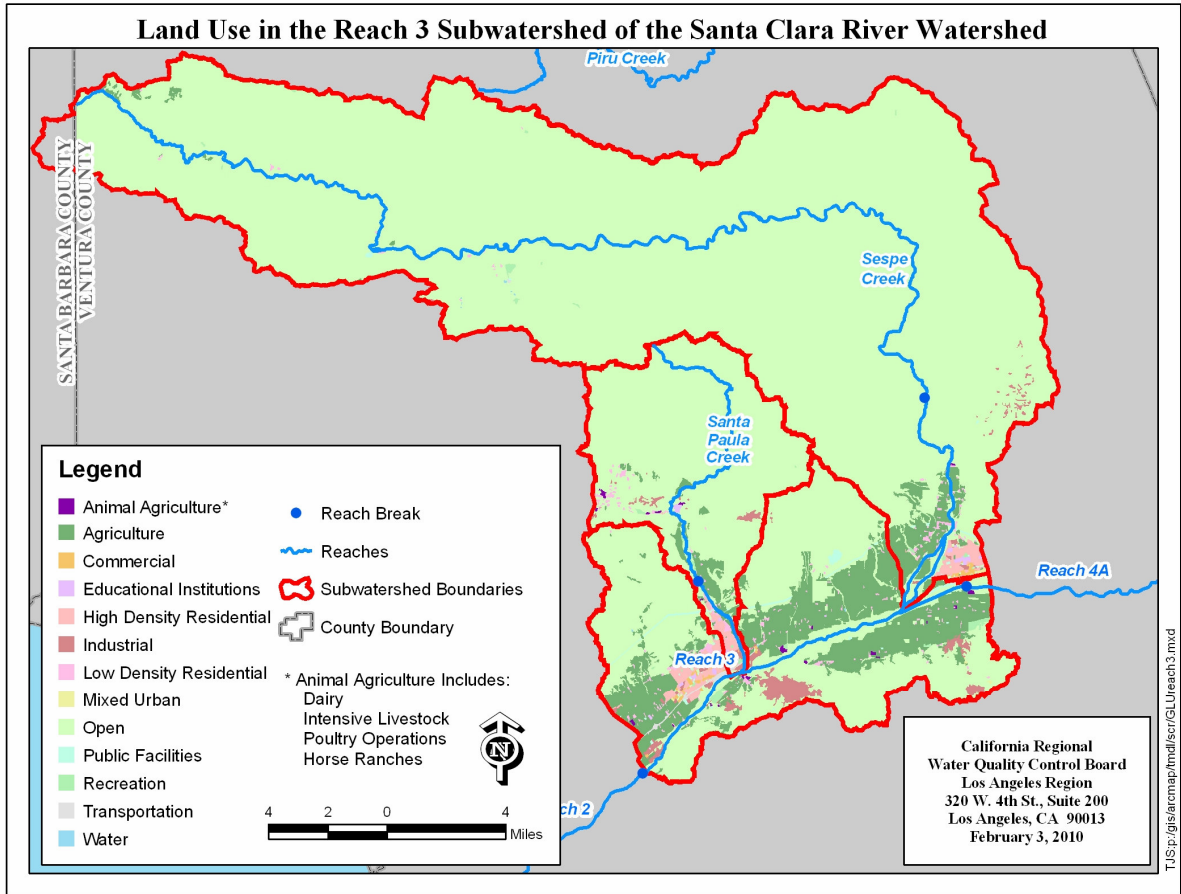 Land Use in the Reach 3 Subwatershed of the Santa Clara River Watershed
Piru Creek
SANTA BARBARA COUNTY
VENTURA COUNTY
Sespe
Creek
Santa
Paula
Creek
Reach 4A
Reach 3
ch 2
Legend
Animal Agriculture*
Agriculture
Commercial
Educational Institutions
High Density Residential
Industrial
Low Density Residential
Mixed Urban
Open
Public Facilities
Recreation
Transportation
Water
Reach Break
Reaches
Subwatershed Boundaries
County Boundary
* Animal Agriculture Includes:
Dairy
Intensive Livestock
Poultry Operations
Horse Ranches
N
4 2 0 4
Miles
California Regional
Water Quality Control Board
Los Angeles Region
320 W. 4th St., Suite 200
Los Angeles, CA 90013
February 3, 2010
TJS:p:/gis/arcmap/tmdl/scr/GLUreach3.mxd